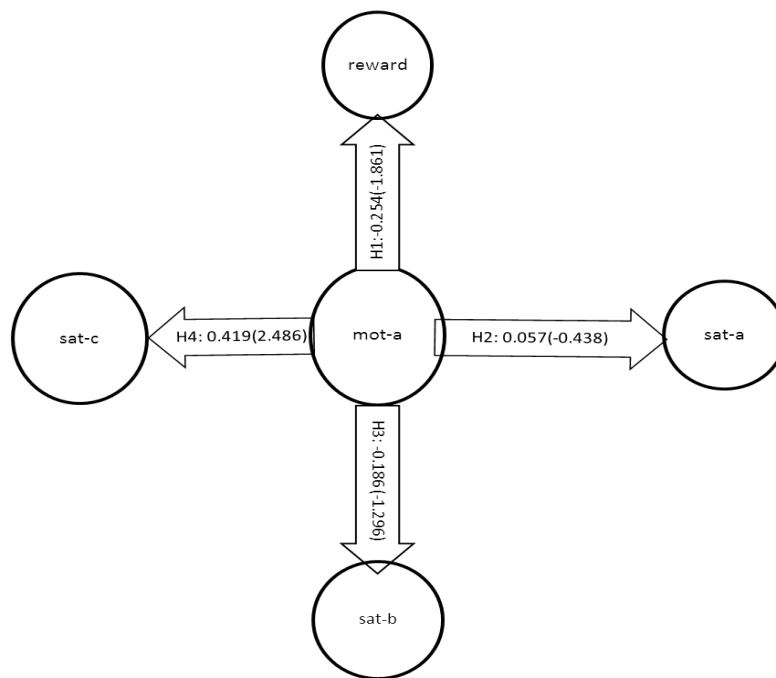 reward
H1:-0.254(-1.861)
sat-c
H4: 0.419(2.486)
mot-a
H2: 0.057(-0.438)
sat-a
H3: -0.186(-1.296)
sat-b